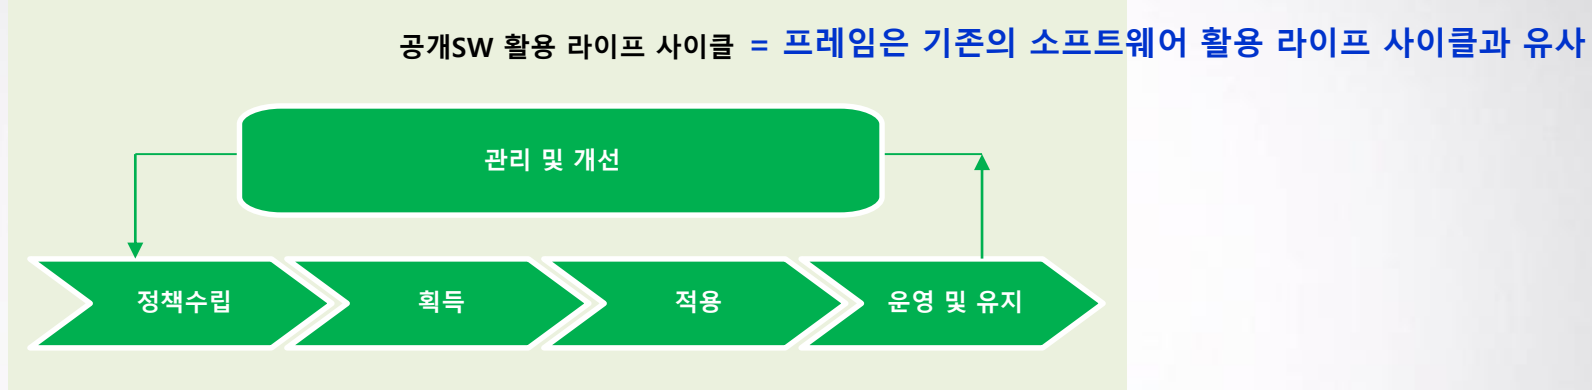 공개SW 활용 라이프 사이클 = 프레임은 기존의 소프트웨어 활용 라이프 사이클과 유사
관리 및 개선
정책수립
획득
적용
운영 및 유지